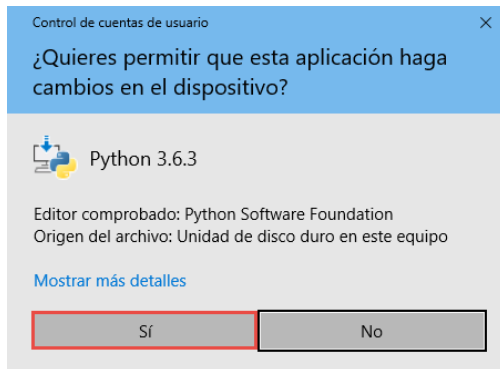 Control de cuentas de usuario
¿Quieres permitir que esta aplicación haga
cambios en el dispositivo?
Python 3.6.3
Editor comprobado: Python Software Foundation
Origen del archivo: Unidad de disco duro en este equipo
Mostrar más detalles
Sí
No